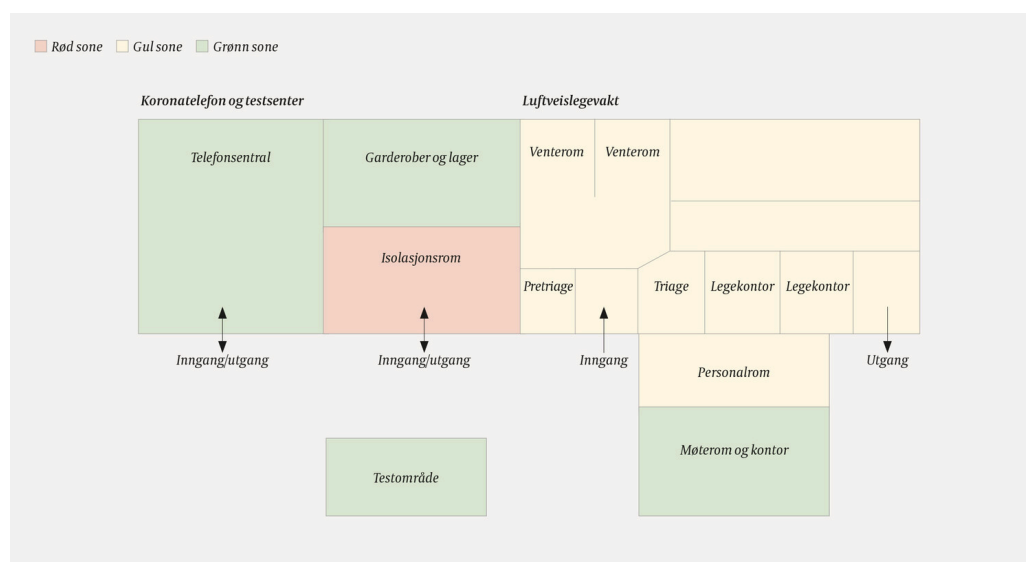 Rød sone
Gul sone
Grønn sone
Koronatelefon og testsenter
Luftveislegevakt
Telefonsentral
Garderober og lager
Venterom
Venterom
Isolasjonsrom
Pretriage
Triage
Legekontor
Legekontor
Inngang/utgang
Inngang/utgang
Inngang
Utgang
Personalrom
Møterom og kontor
Testområde